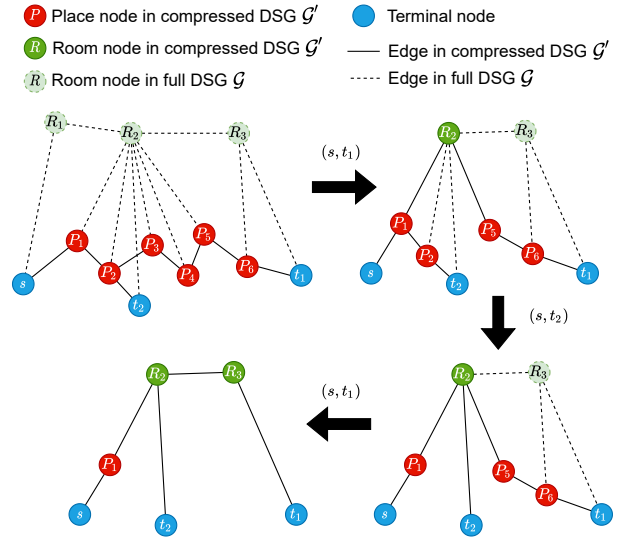 P Place node in compressed DSG 𝒢′ Terminal node
R Room node in compressed DSG 𝒢′ Edge in compressed DSG 𝒢′
R Room node in full DSG 𝒢 Edge in full DSG 𝒢
R₁ R₂ R₃
P₁ P₂ P₃ P₄ P₅ P₆
s t₂ t₁
(s, t₁)
R₂ R₃
P₁ P₂ P₅ P₆
s t₂ t₁
(s, t₂)
R₂ R₃
P₁
s t₂ t₁
(s, t₁)
R₂ R₃
P₁ P₅ P₆
s t₂ t₁